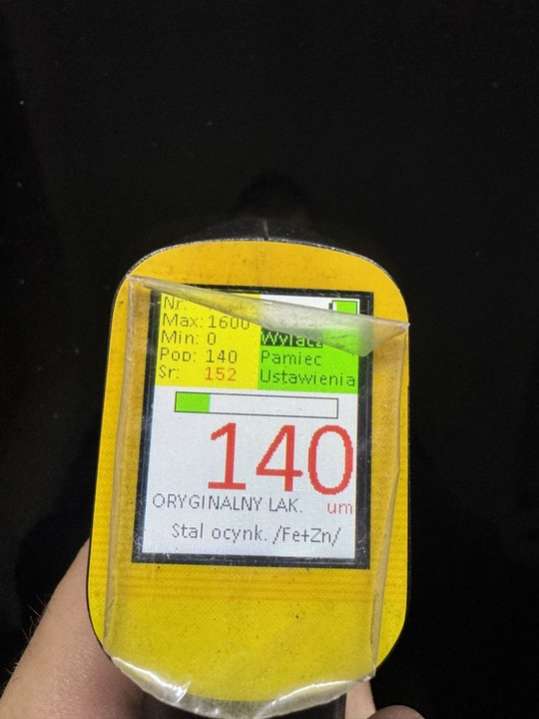 Nr:
Max: 1600
Min: 0
Pop: 140
Sr: 152
Pamiec
Ustawienia
140
ORYGINALNY LAK. um
Stal ocynk. /Fe+Zn/